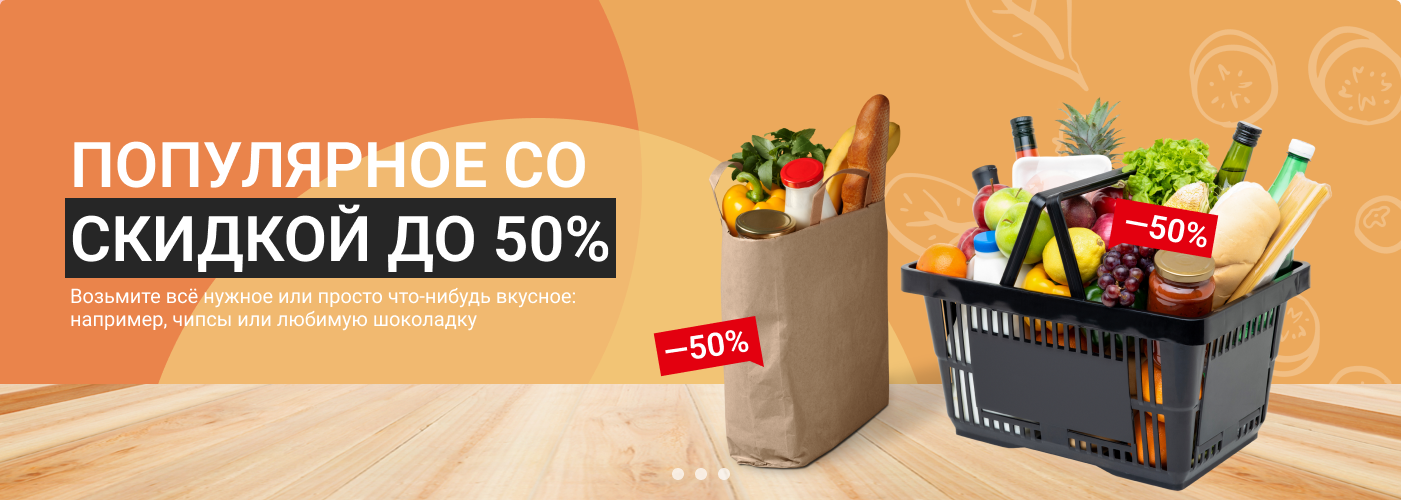 ПОПУЛЯРНОЕ СО
СКИДКОЙ ДО 50%
Возьмите всё нужное или просто что-нибудь вкусное:
например, чипсы или любимую шоколадку
–50%
–50%